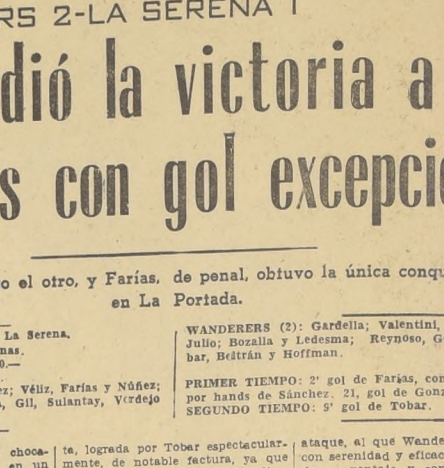 RS 2-LA SERENA 1
dió la victoria a
s con gol excepci
o el otro, y Farías, de penal, obtuvo la única conqu
en La Portada.
La Serena.
nas.
0.—
ez; Véliz, Farías y Núñez;
, Gil, Sulantay, Verdejo
WANDERERS (2): Gardella; Valentini,
Julio; Bozalla y Ledesma; Reynoso, G
bar, Beltrán y Hoffman.
PRIMER TIEMPO: 2' gol de Farías, con
por hands de Sánchez. 21, gol de Gonz
SEGUNDO TIEMPO: 5' gol de Tobar.
choca-
en un
ta, lograda por Tobar espectacular-
mente, de notable factura, ya que
ataque, al que Wande
con serenidad y eficac